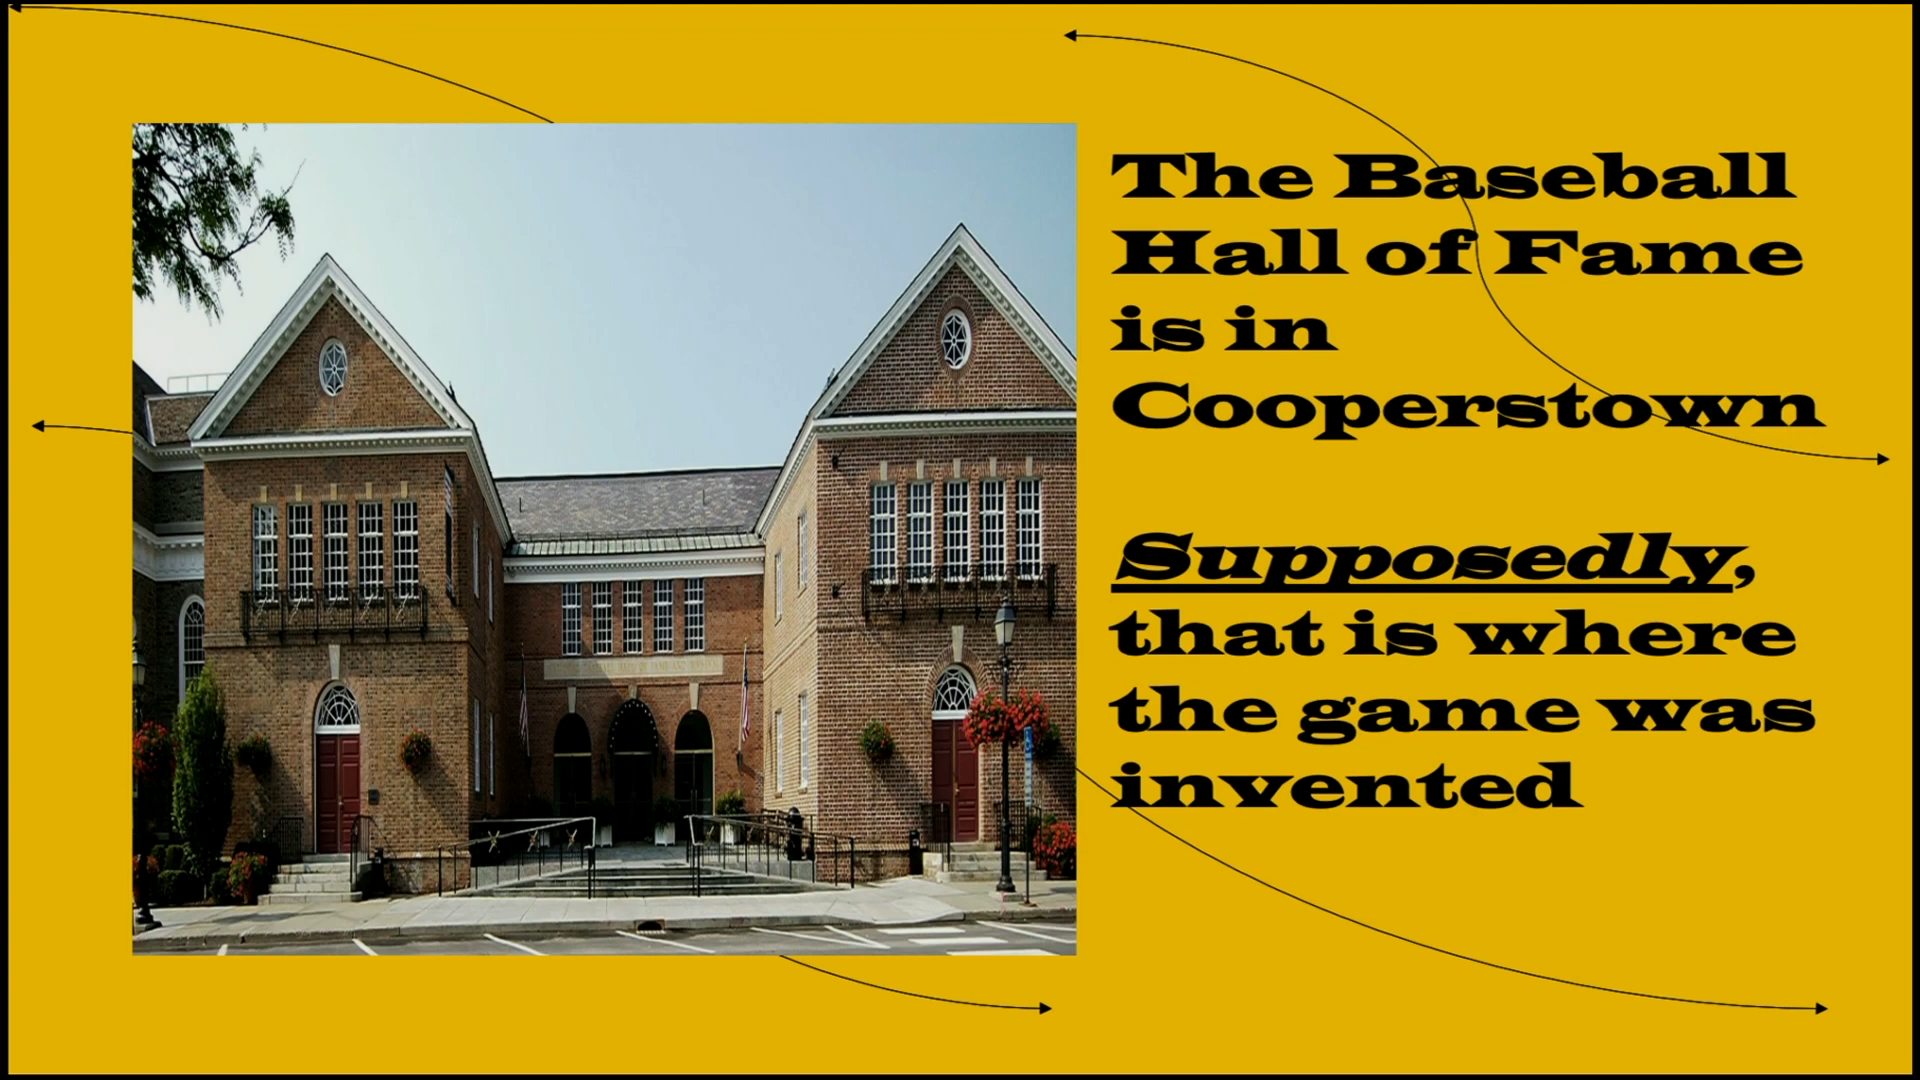 The Baseball
Hall of Fame
is in
Cooperstown
Supposedly,
that is where
the game was
invented